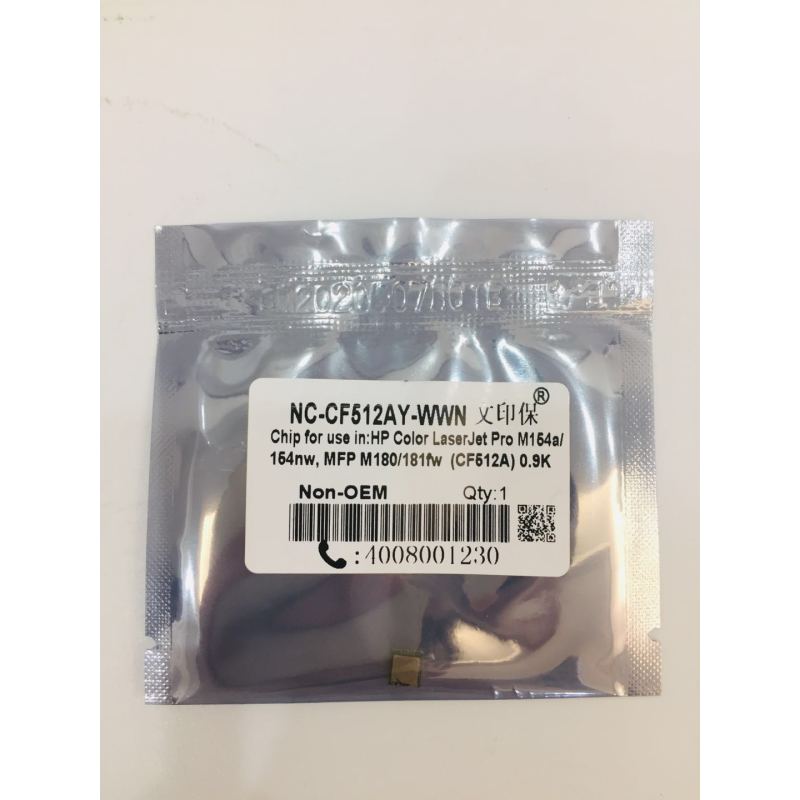 NC-CF512AY-WWN 文印保®
Chip for use in:HP Color LaserJet Pro M154a/
154nw, MFP M180/181fw (CF512A) 0.9K
Non-OEM Qty:1
:4008001230